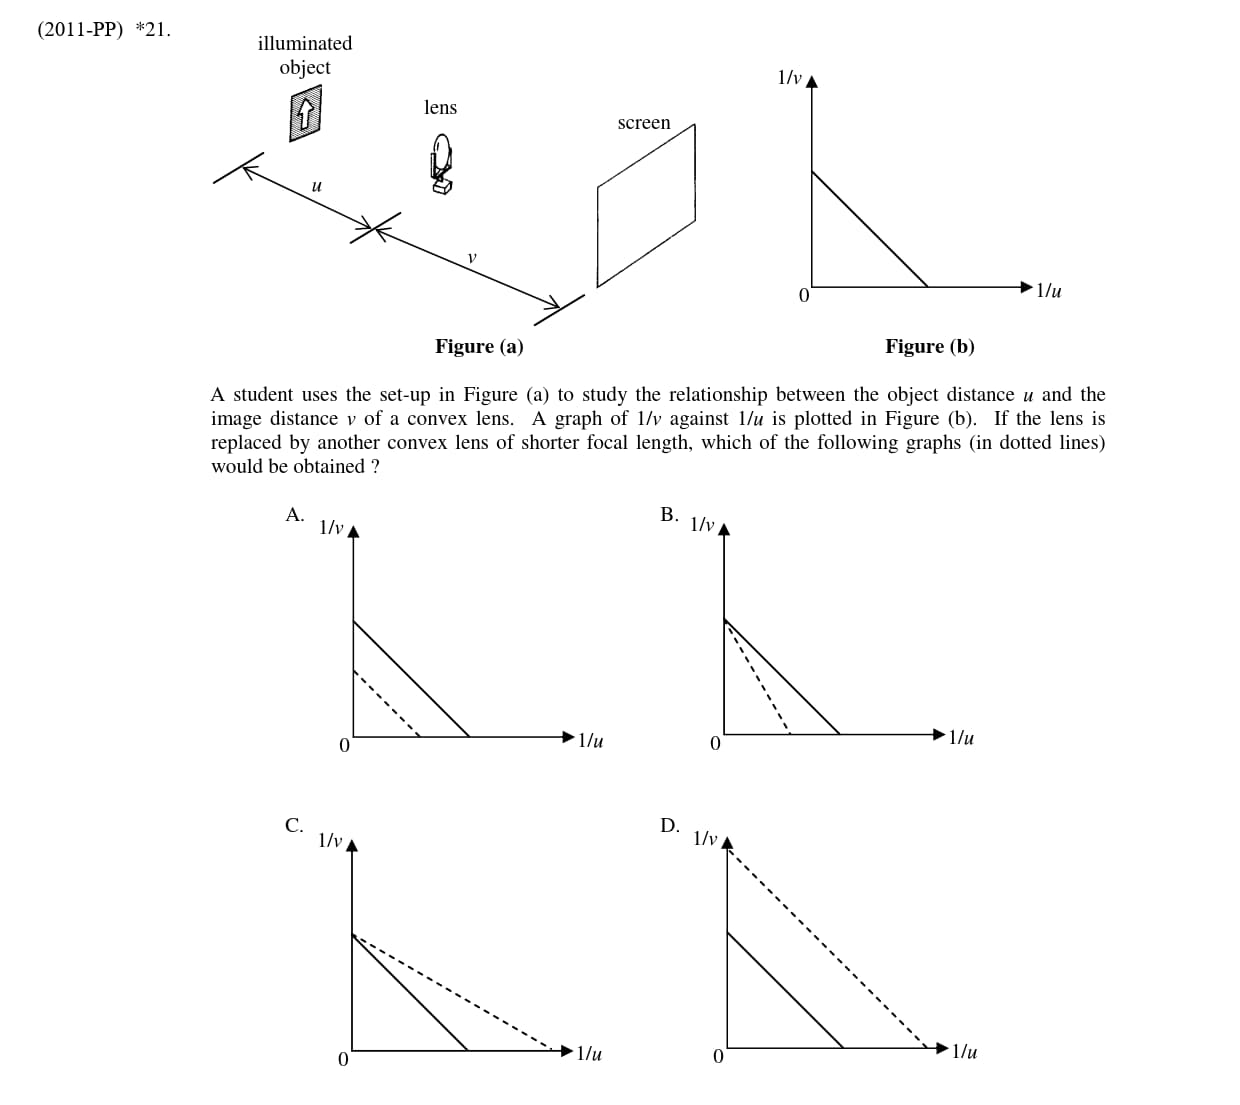 (2011-PP) *21.
illuminated
object
lens
screen
u
v
1/v
0
1/u
Figure (a)
Figure (b)
A student uses the set-up in Figure (a) to study the relationship between the object distance u and the
image distance v of a convex lens. A graph of 1/v against 1/u is plotted in Figure (b). If the lens is
replaced by another convex lens of shorter focal length, which of the following graphs (in dotted lines)
would be obtained ?
A.
1/v
0
1/u
B.
1/v
0
1/u
C.
1/v
0
1/u
D.
1/v
0
1/u